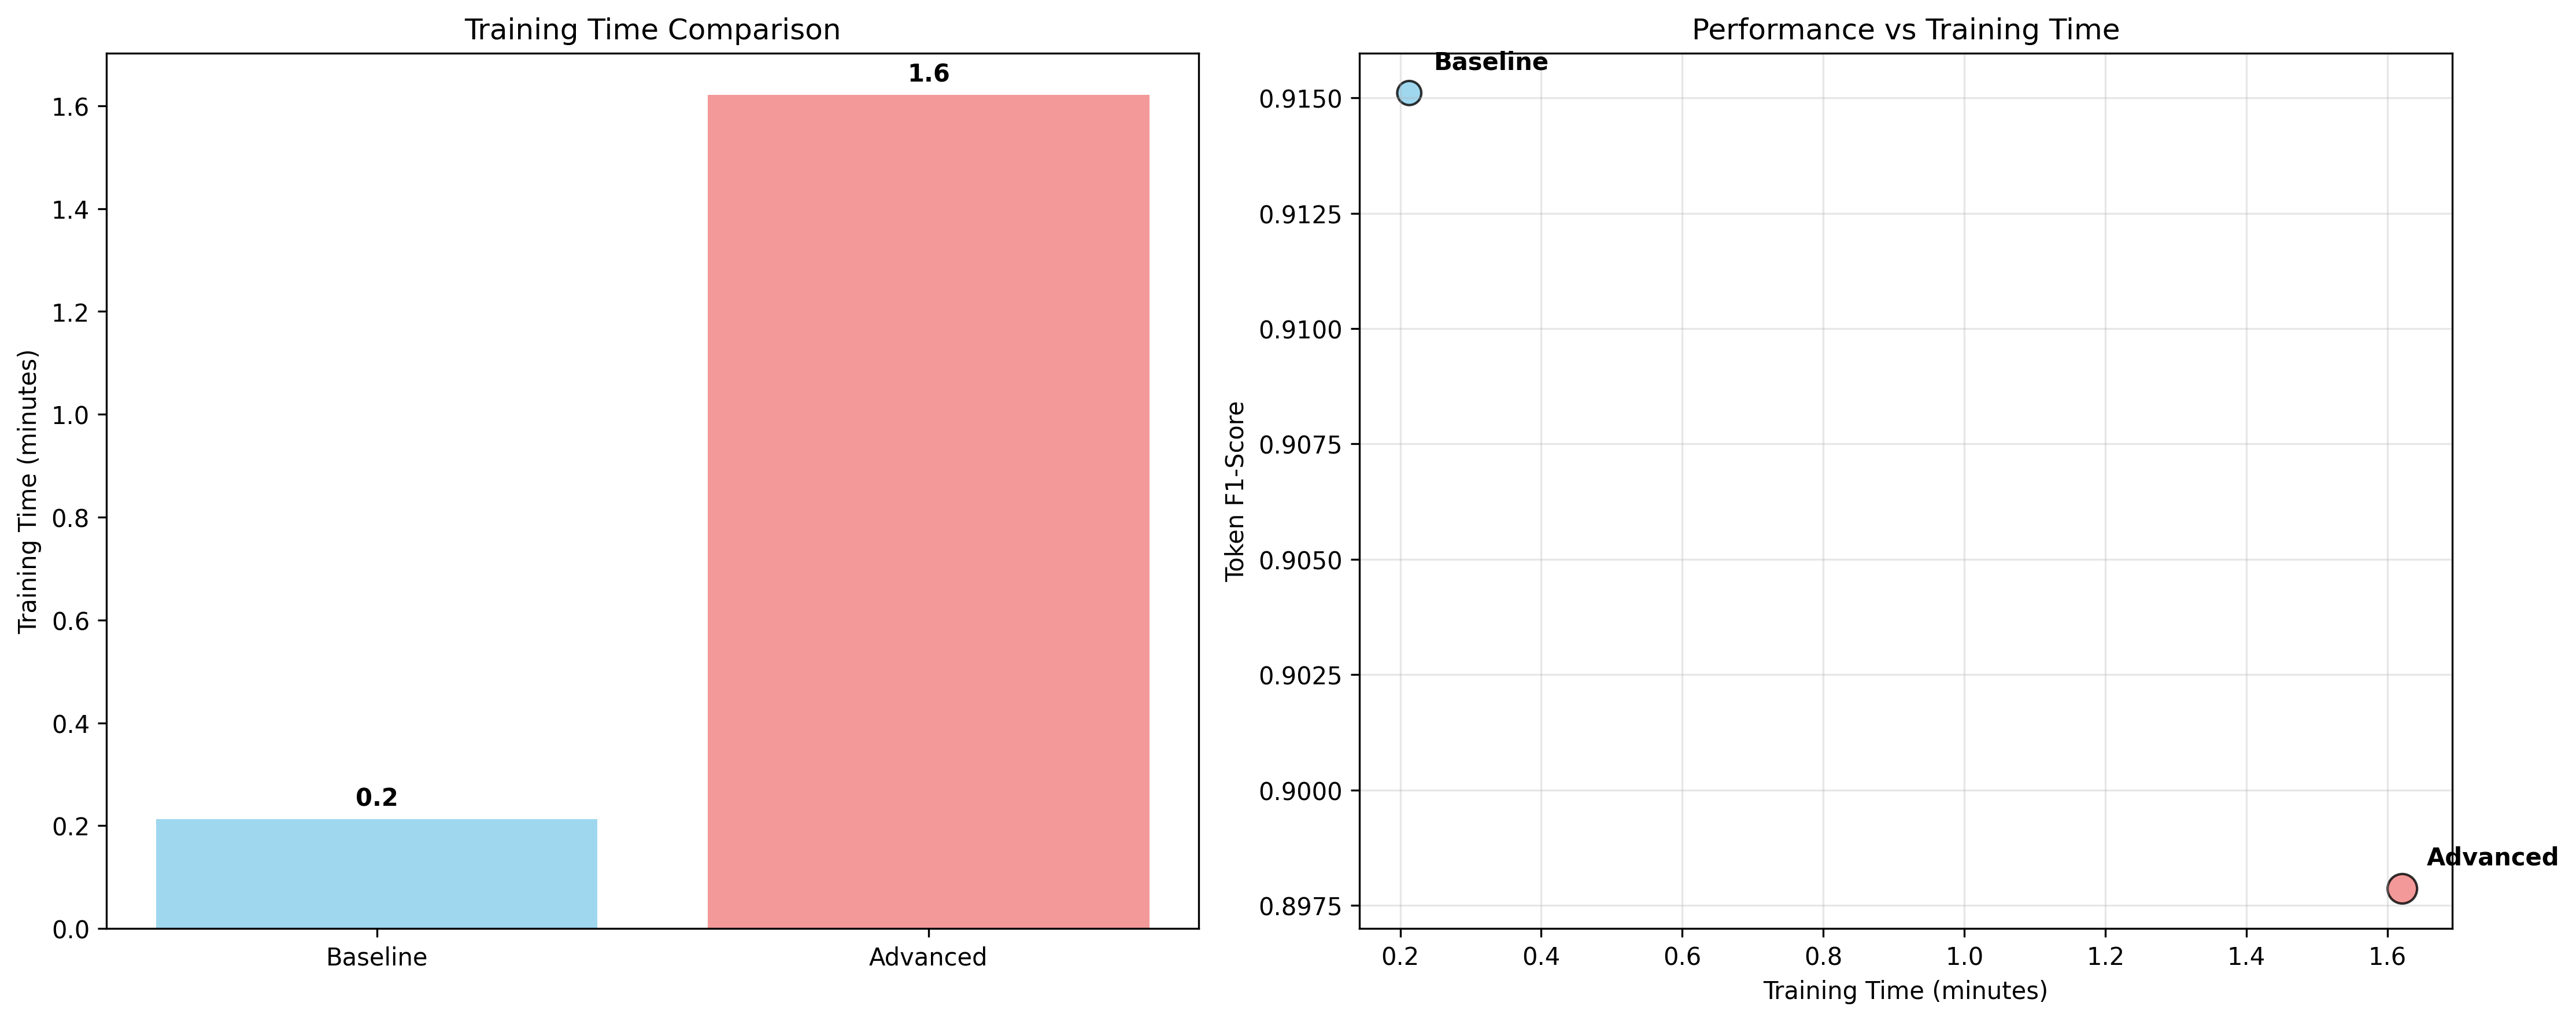 Training Time Comparison
Training Time (minutes)
1.6
1.4
1.2
1.0
0.8
0.6
0.4
0.2
0.0
0.2
1.6
Baseline
Advanced
Performance vs Training Time
Token F1-Score
0.9150
0.9125
0.9100
0.9075
0.9050
0.9025
0.9000
0.8975
Baseline
Advanced
0.2 0.4 0.6 0.8 1.0 1.2 1.4 1.6
Training Time (minutes)